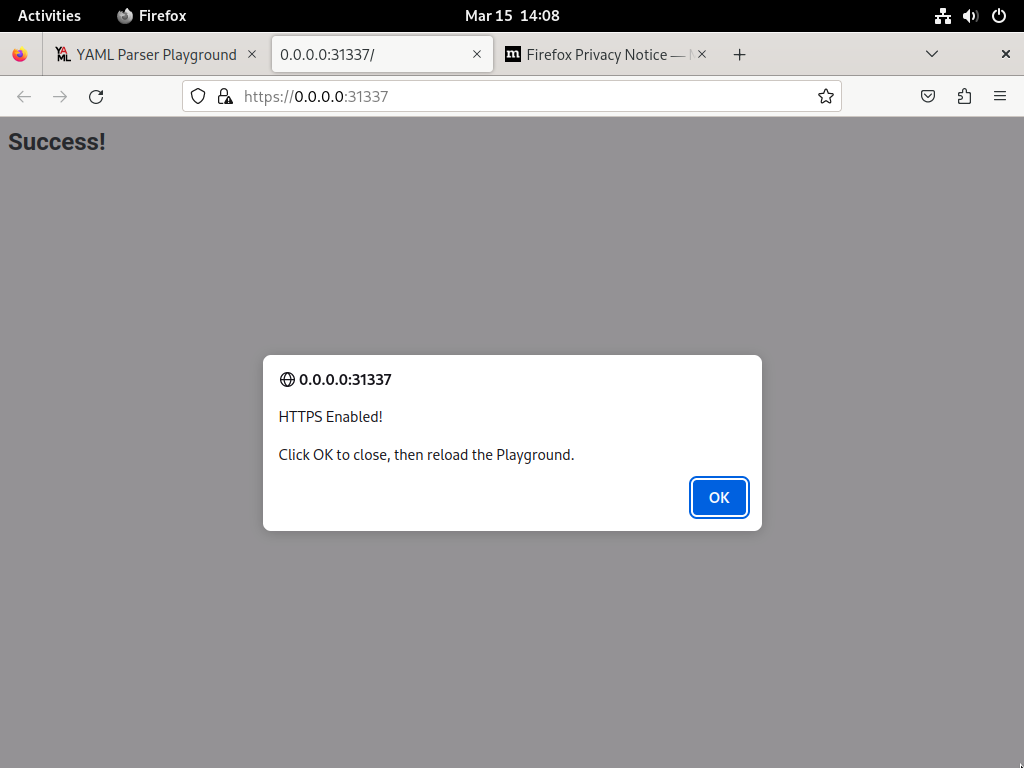 Activities Firefox Mar 15 14:08
YAML Parser Playground 0.0.0.0:31337/ Firefox Privacy Notice —
https://0.0.0.0:31337
Success!
0.0.0.0:31337
HTTPS Enabled!
Click OK to close, then reload the Playground.
OK